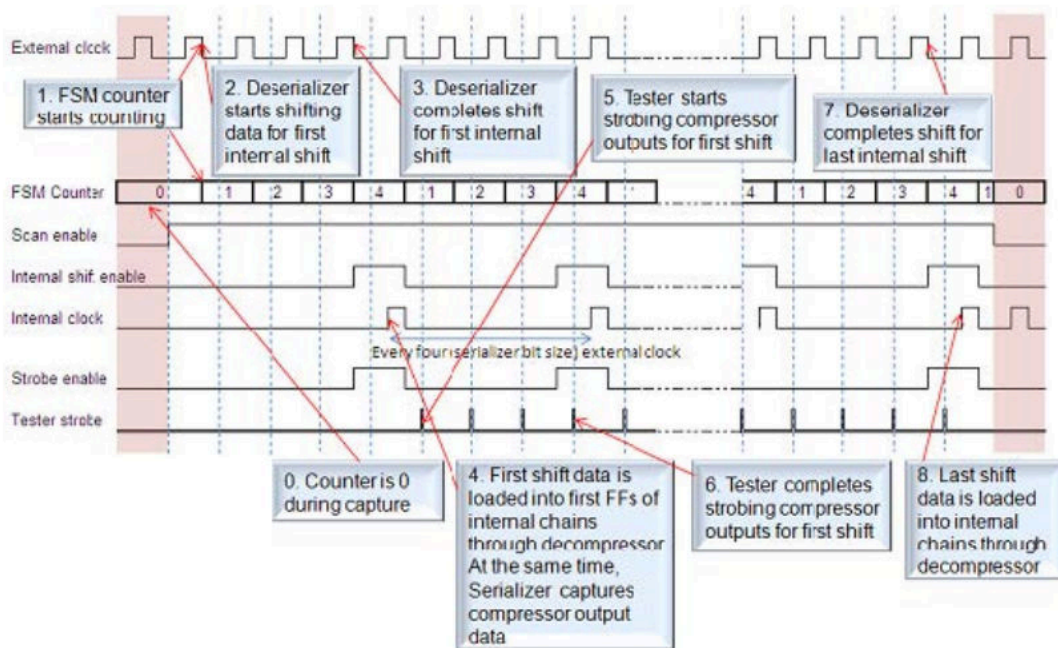 External clock
1. FSM counter
starts counting
2. Deserializer
starts shifting
data for first
internal shift
3. Deserializer
completes shift
for first internal
shift
5. Tester starts
strobing compressor
outputs for first shift
7. Deserializer
completes shift for
last internal shift
FSM Counter
0 1 2 3 4 1 2 3 4 4 1 2 3 4 1 0
Scan enable
Internal shif. enable
Internal clock
Every four (serializer bit size) external clock
Strobe enable
Tester strobe
0. Counter is 0
during capture
4. First shift data is
loaded into first FFs of
internal chains
through decompressor
At the same time,
Serializer captures
compressor output
data
6. Tester completes
strobing compressor
outputs for first shift
8. Last shift
data is loaded
into internal
chains through
decompressor